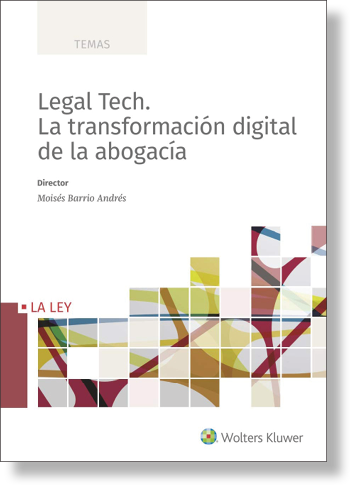 TEMAS
Legal Tech.
La transformación digital
de la abogacía
Director
Moisés Barrio Andrés
LA LEY
Wolters Kluwer